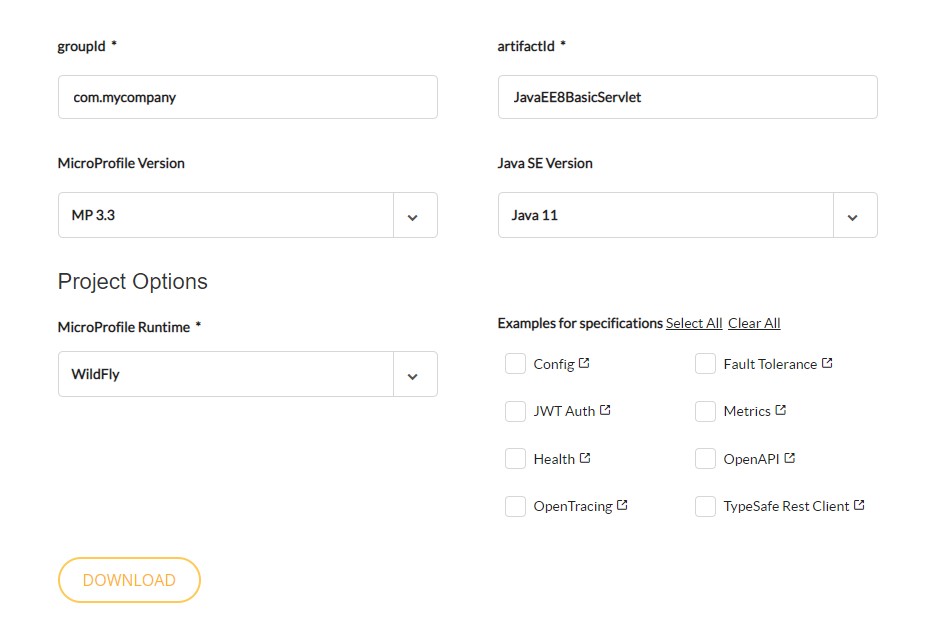 groupId *
artifactId *
com.mycompany
JavaEE8BasicServlet
MicroProfile Version
Java SE Version
MP 3.3
Java 11
Project Options
MicroProfile Runtime *
Examples for specifications Select All Clear All
WildFly
Config
Fault Tolerance
JWT Auth
Metrics
Health
OpenAPI
OpenTracing
TypeSafe Rest Client
DOWNLOAD